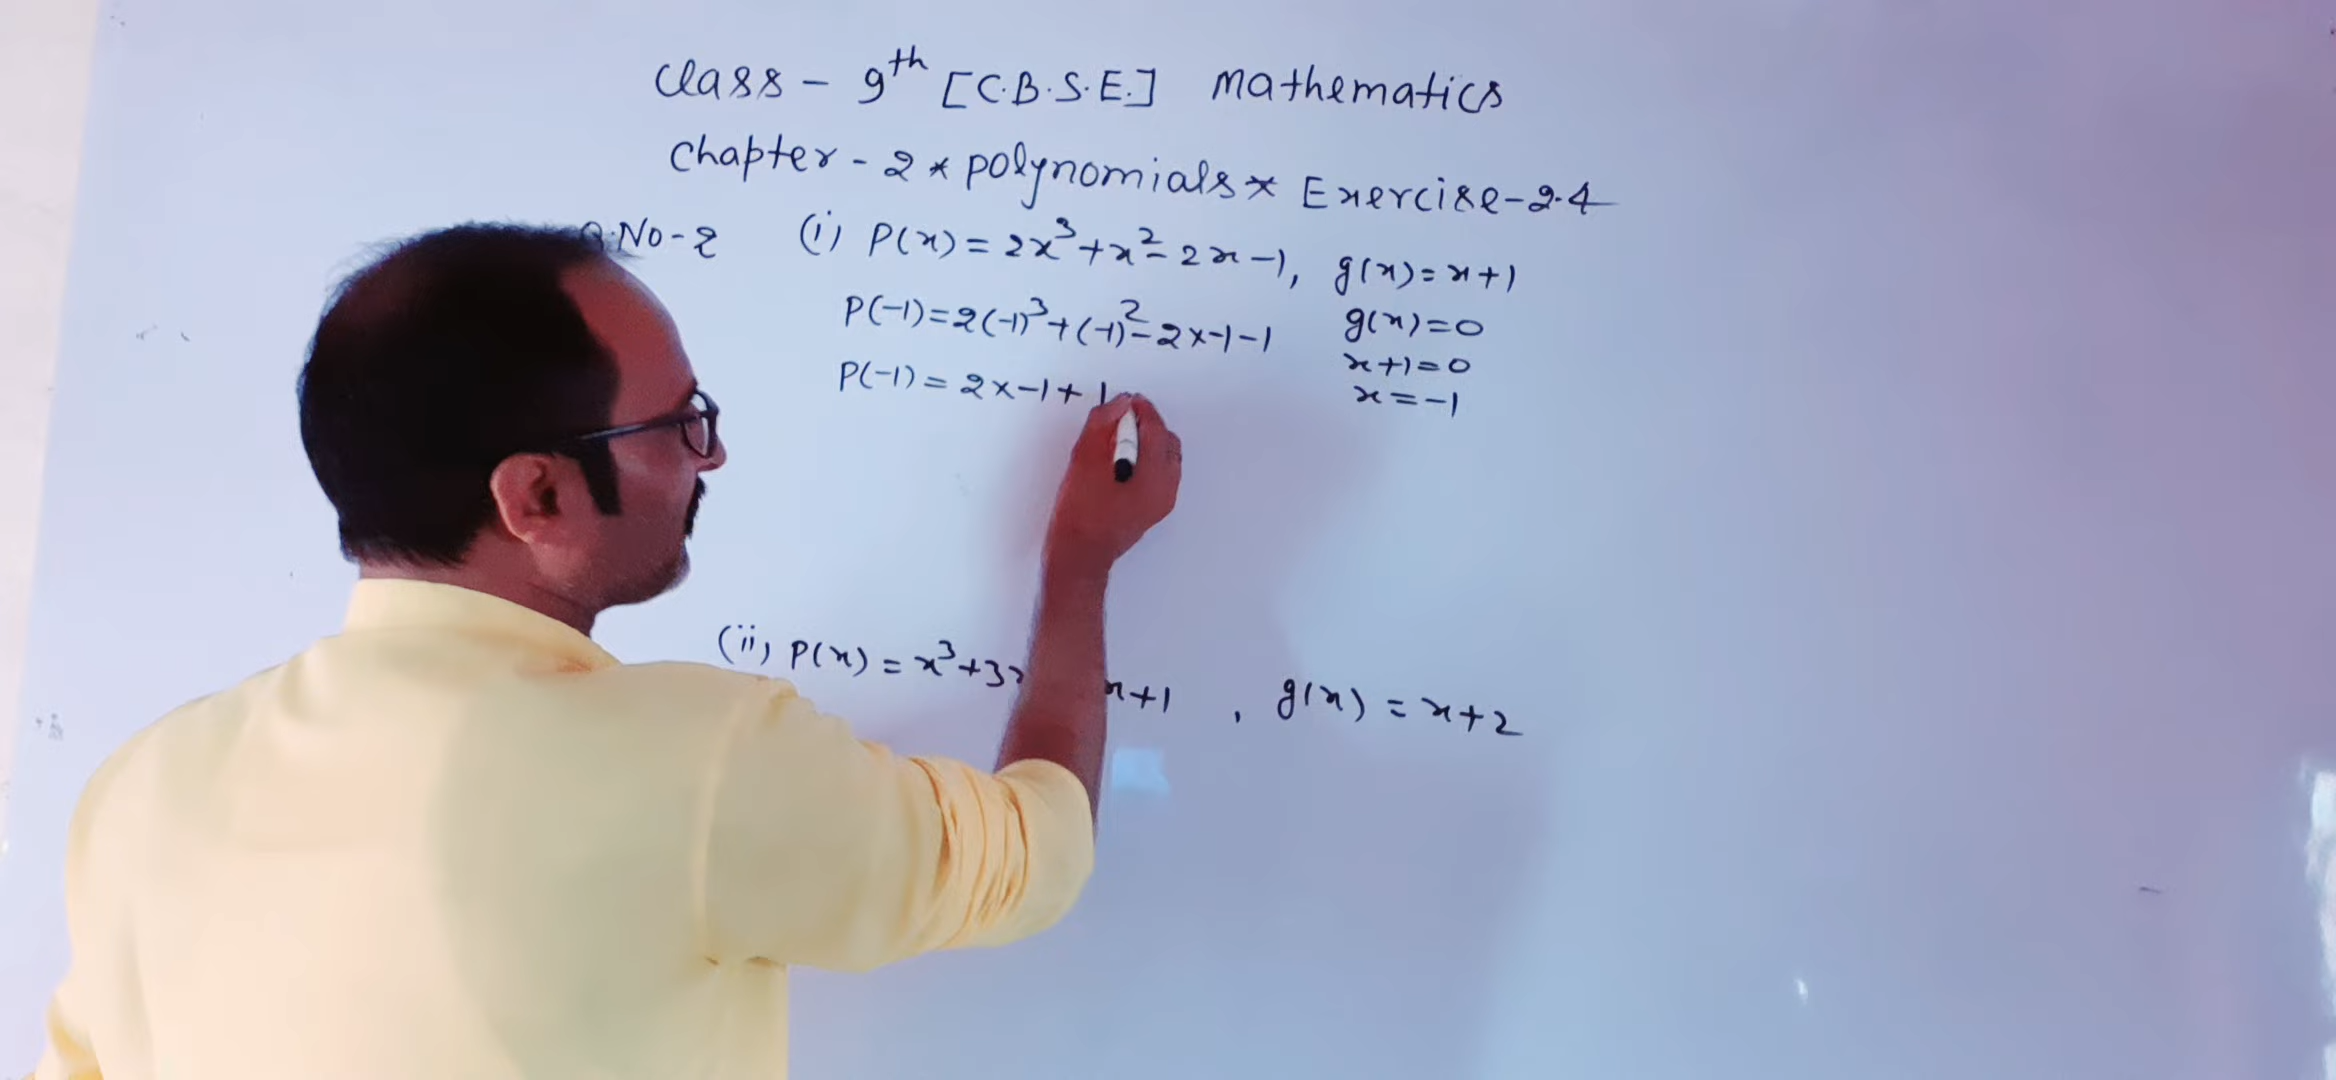 Class - 9th [C.B.S.E.] Mathematics
Chapter - 2 * polynomials * Exercise - 2.4
Q.No-2 (i) P(x) = 2x³+x²-2x-1, g(x)=x+1
P(-1)=2(-1)³+(-1)²-2x-1-1 g(x)=0
x+1=0
P(-1)=2x-1+1
x=-1
(ii) P(x) = x³+3 x+1 , g(x) = x+2